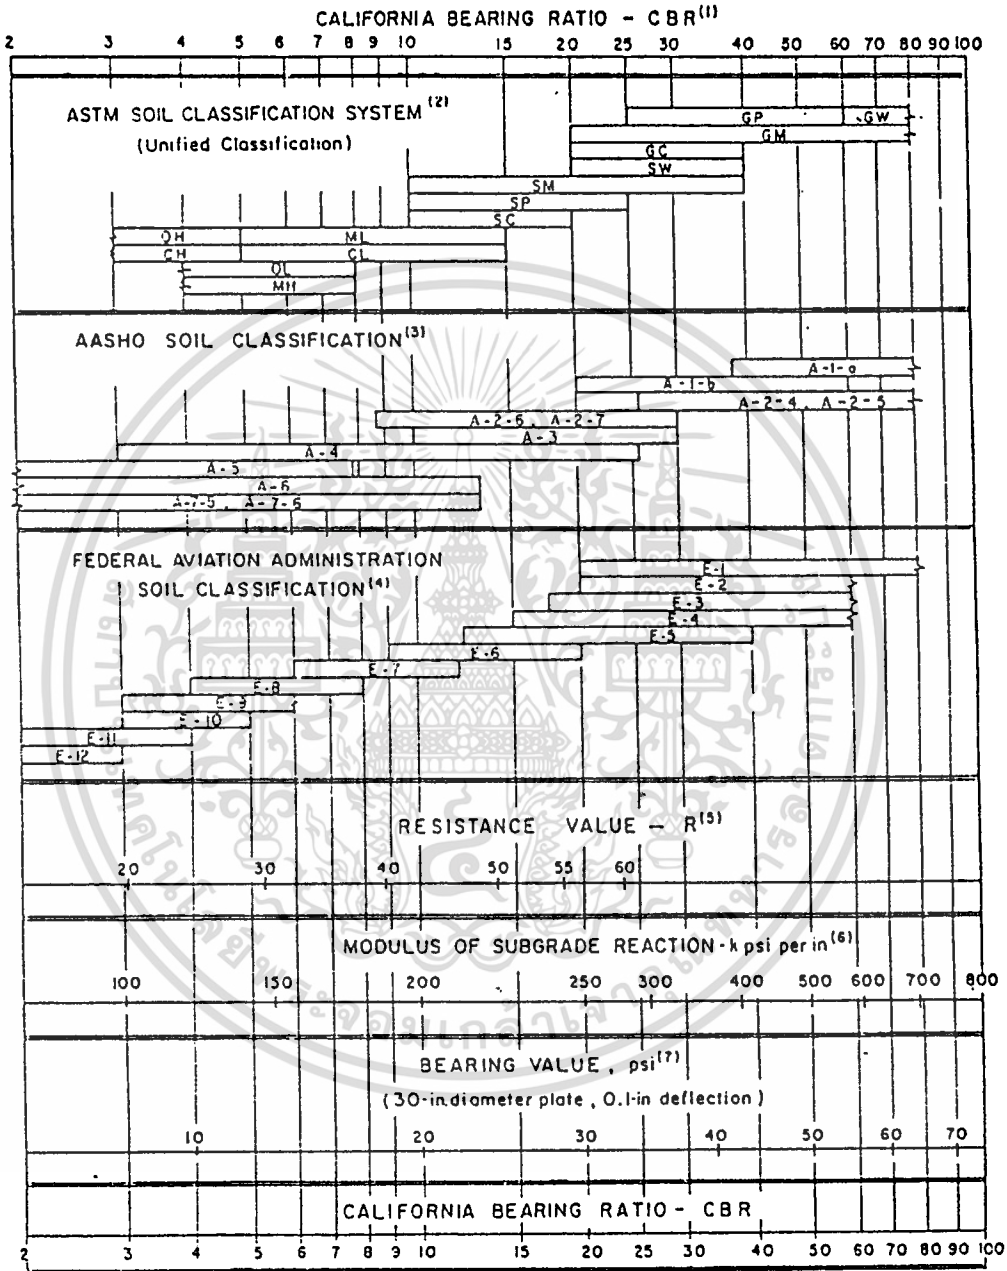 CALIFORNIA BEARING RATIO - CBR(1)
2 3 4 5 6 7 8 9 10 15 20 25 30 40 50 60 70 80 90 100
ASTM SOIL CLASSIFICATION SYSTEM(2)
(Unified Classification)
GP GW
GM
GC
SW
SM
SP
SC
OH ML
CH CL
OL
MH
AASHO SOIL CLASSIFICATION(3)
A-1-a
A-1-b
A-2-4, A-2-5
A-2-6, A-2-7
A-3
A-4
A-5
A-6
A-7-5, A-7-6
FEDERAL AVIATION ADMINISTRATION
SOIL CLASSIFICATION(4)
E-1
E-2
E-3
E-4
E-5
E-6
E-7
E-8
E-9
E-10
E-11
E-12
RESISTANCE VALUE - R(5)
20 30 40 50 55 60
MODULUS OF SUBGRADE REACTION - k psi per in(6)
100 150 200 250 300 400 500 600 700 800
BEARING VALUE, psi(7)
(30-in.diameter plate, 0.1-in deflection)
10 20 30 40 50 60 70
CALIFORNIA BEARING RATIO - CBR
2 3 4 5 6 7 8 9 10 15 20 25 30 40 50 60 70 80 90 100